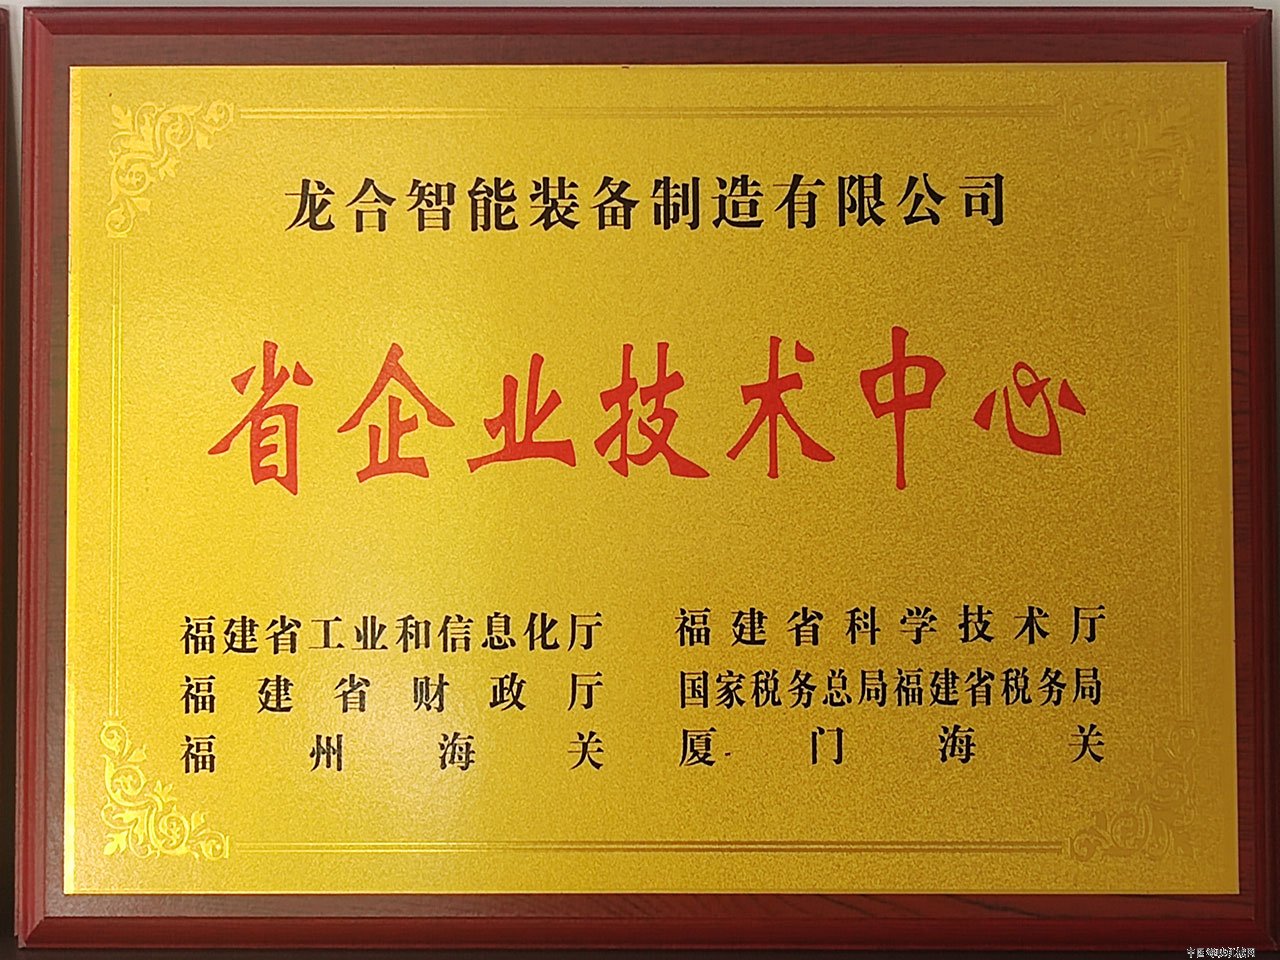 龙合智能装备制造有限公司
省企业技术中心
福建省工业和信息化厅 福建省科学技术厅
福建省财政厅 国家税务总局福建省税务局
福州海关 厦门海关